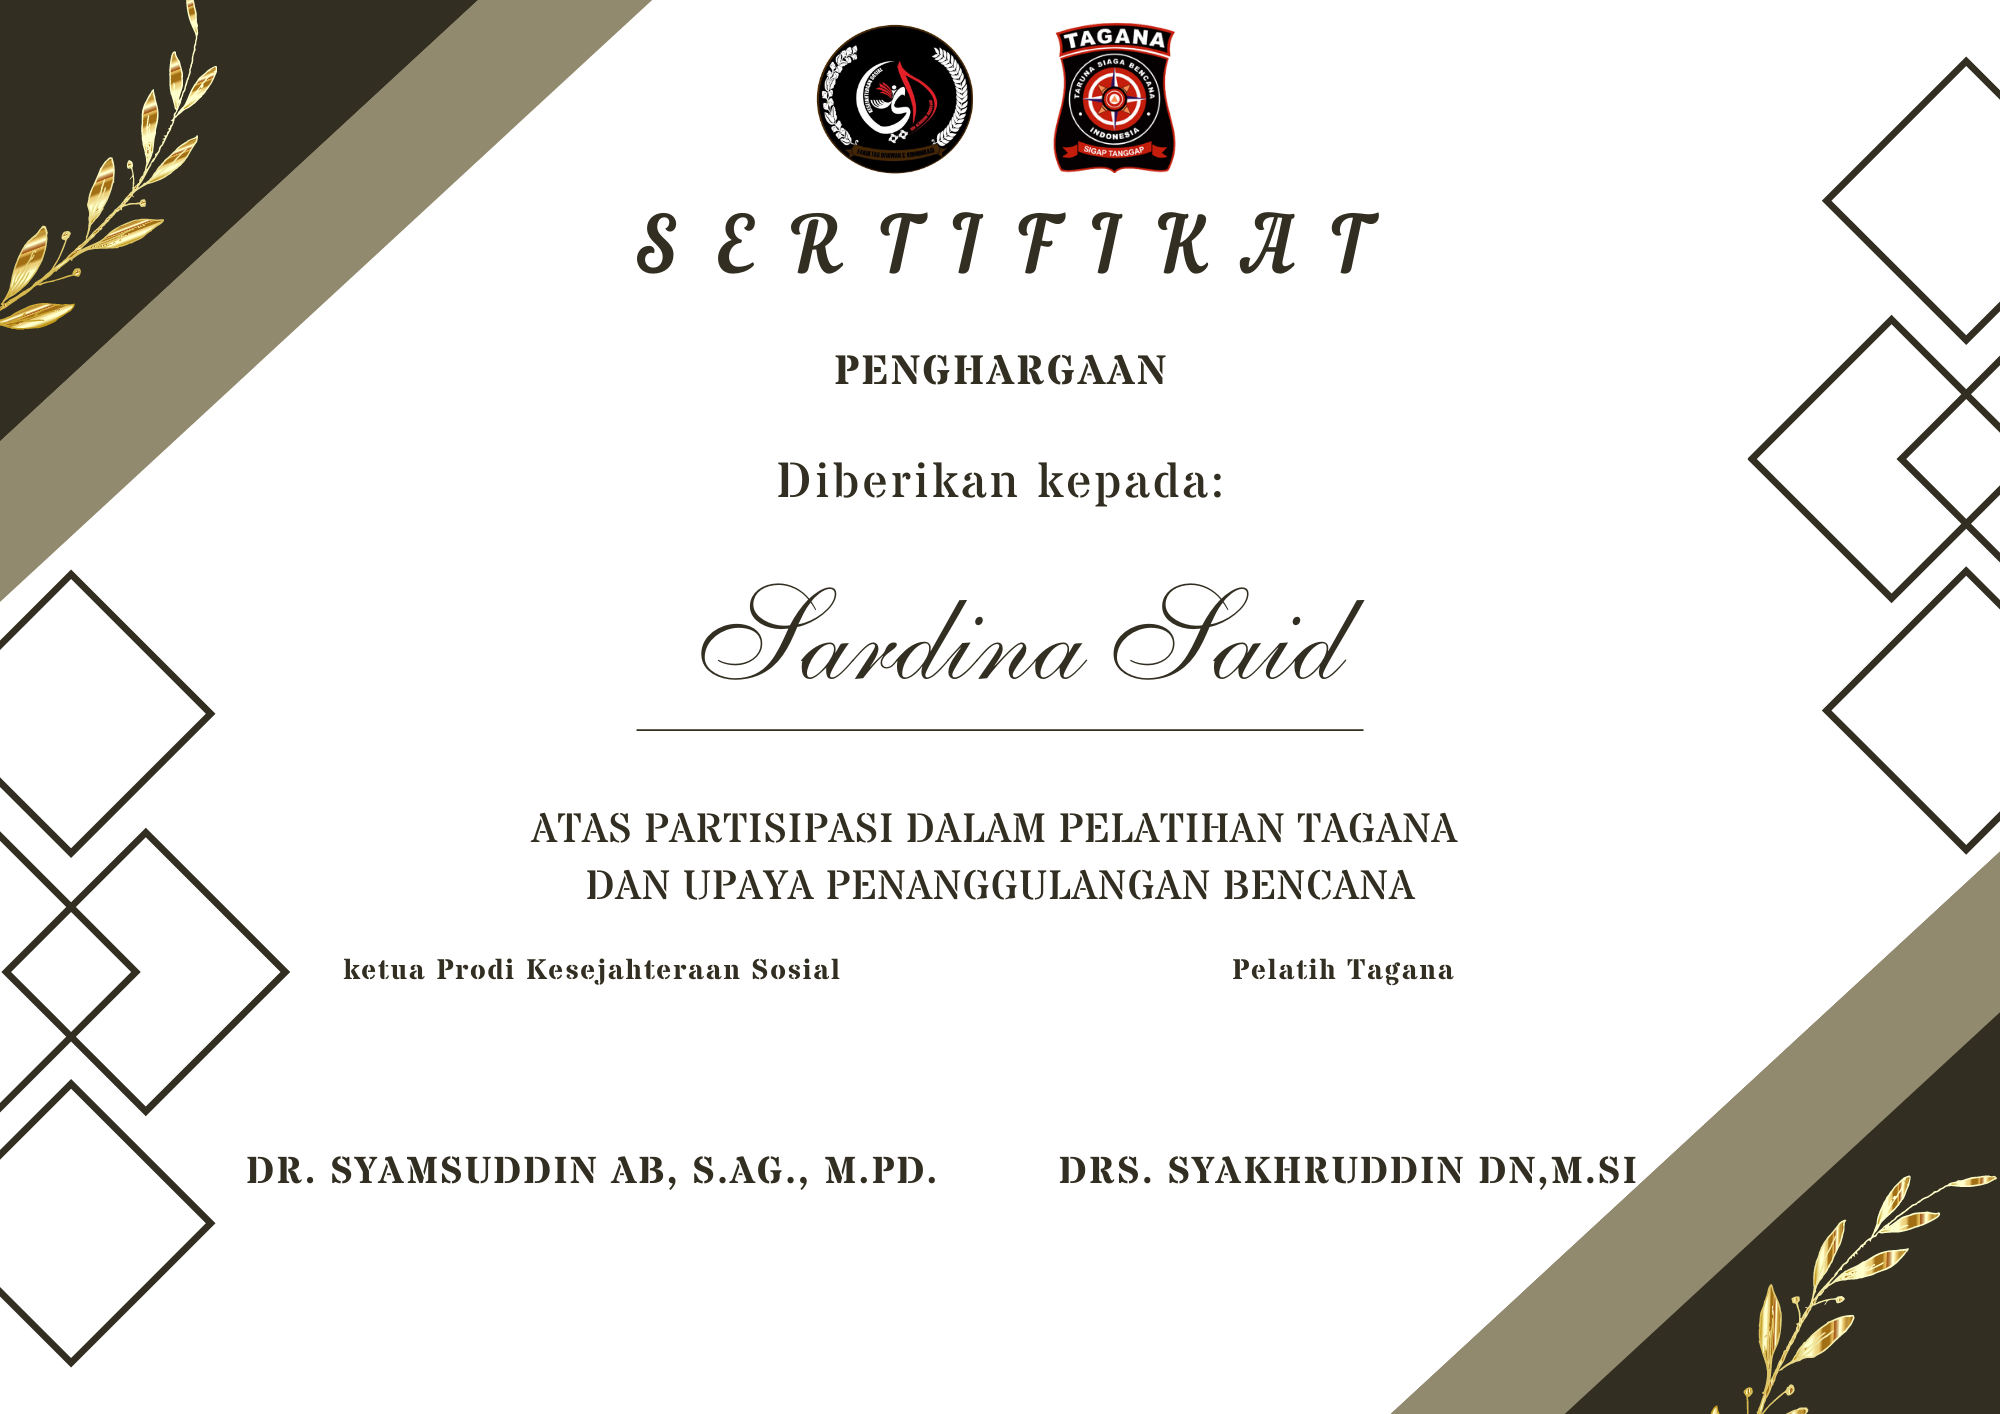 TAGANA
TARUNA SIAGA BENCANA
INDONESIA
SIGAP TANGGAP
SERTIFIKAT
PENGHARGAAN
Diberikan kepada:
Sardina Said
ATAS PARTISIPASI DALAM PELATIHAN TAGANA
DAN UPAYA PENANGGULANGAN BENCANA
ketua Prodi Kesejahteraan Sosial
Pelatih Tagana
DR. SYAMSUDDIN AB, S.AG., M.PD.
DRS. SYAKHRUDDIN DN,M.SI